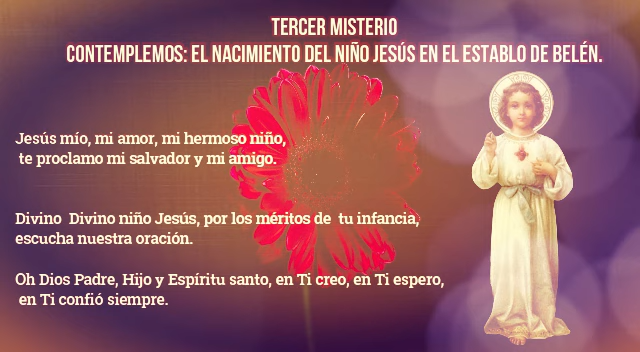 TERCER MISTERIO
CONTEMPLEMOS: EL NACIMIENTO DEL NIÑO JESÚS EN EL ESTABLO DE BELÉN.
Jesús mío, mi amor, mi hermoso niño,
te proclamo mi salvador y mi amigo.
Divino Divino niño Jesús, por los méritos de tu infancia,
escucha nuestra oración.
Oh Dios Padre, Hijo y Espíritu santo, en Ti creo, en Ti espero,
en Ti confió siempre.